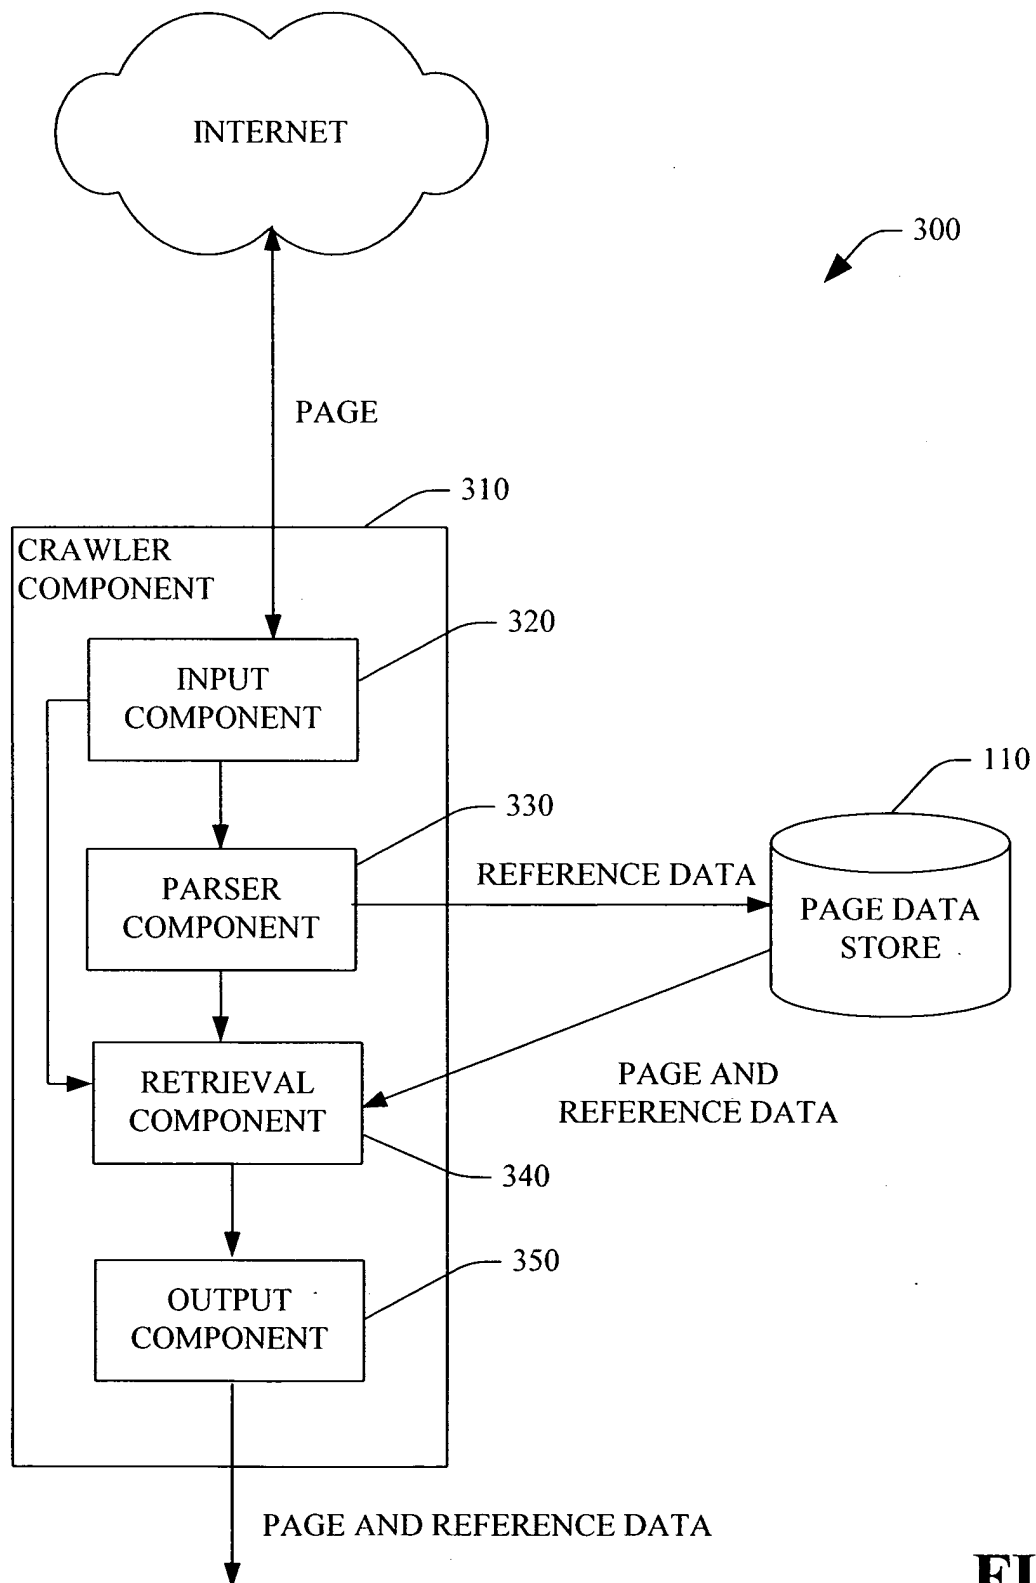 INTERNET
300
PAGE
310
CRAWLER
COMPONENT
320
INPUT
COMPONENT
110
330
PARSER
COMPONENT
REFERENCE DATA
PAGE DATA
STORE
RETRIEVAL
COMPONENT
PAGE AND
REFERENCE DATA
340
350
OUTPUT
COMPONENT
PAGE AND REFERENCE DATA